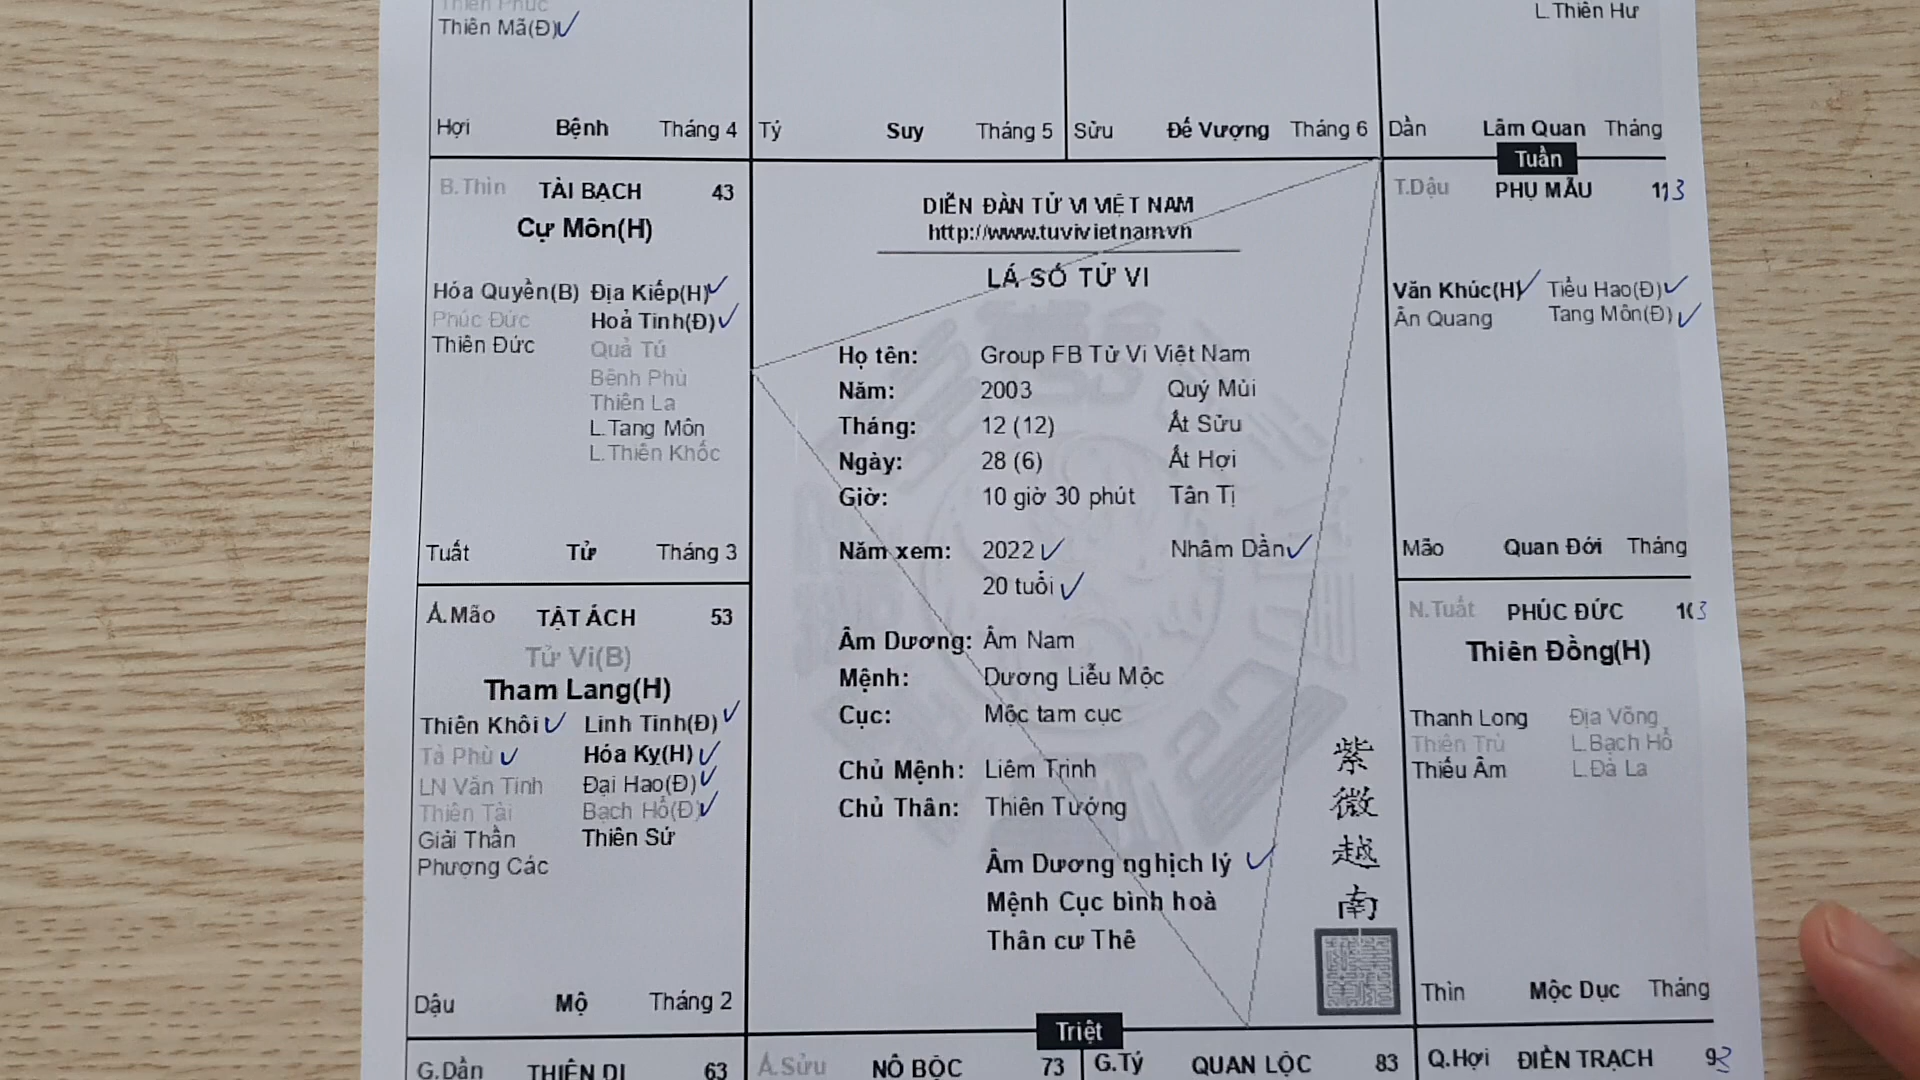 Thiên Phúc
Thiên Mã(Đ)
L.Thiên Hư
Hợi Bệnh Tháng 4
Tý Suy Tháng 5
Sửu Đế Vượng Tháng 6
Dần Lâm Quan Tháng
Tuần
B.Thìn TÀI BẠCH 43
Cự Môn(H)
Hóa Quyền(B) Địa Kiếp(H)
Phúc Đức Hoả Tinh(Đ)
Thiên Đức Quả Tú
Bệnh Phù
Thiên La
L.Tang Môn
L.Thiên Khốc
Tuất Tử Tháng 3
Á.Mão TẬT ÁCH 53
Tử Vi(B)
Tham Lang(H)
Thiên Khôi Linh Tinh(Đ)
Tả Phù Hóa Kỵ(H)
LN Văn Tinh Đại Hao(Đ)
Thiên Tài Bạch Hổ(Đ)
Giải Thần Thiên Sứ
Phượng Các
Dậu Mộ Tháng 2
DIỄN ĐÀN TỬ VI VIỆT NAM
http://www.tuvivietnam.vn
LÁ SỐ TỬ VI
Họ tên: Group FB Tử Vi Việt Nam
Năm: 2003 Quý Mùi
Tháng: 12 (12) Ất Sửu
Ngày: 28 (6) Ất Hợi
Giờ: 10 giờ 30 phút Tân Tị
Năm xem: 2022 Nhâm Dần
20 tuổi
Âm Dương: Âm Nam
Mệnh: Dương Liễu Mộc
Cục: Mộc tam cục
Chủ Mệnh: Liêm Trinh
Chủ Thân: Thiên Tướng
Âm Dương nghịch lý
Mệnh Cục bình hoà
Thân cư Thê
紫
微
越
南
T.Dậu PHỤ MẪU 113
Văn Khúc(H) Tiểu Hao(Đ)
Ân Quang Tang Môn(Đ)
Mão Quan Đới Tháng
N.Tuất PHÚC ĐỨC 103
Thiên Đồng(H)
Thanh Long Địa Võng
Thiên Trù L.Bạch Hổ
Thiếu Âm L.Đà La
Thìn Mộc Dục Tháng
Triệt
G.Dần THIÊN DI 63
Á.Sửu NÔ BỘC 73
G.Tý QUAN LỘC 83
Q.Hợi ĐIỀN TRẠCH 93